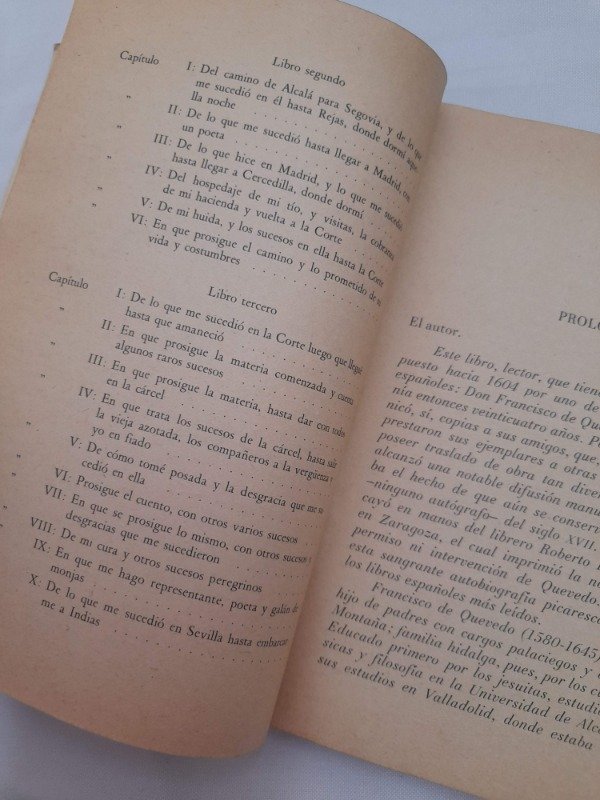 Libro segundo
Capítulo I: Del camino de Alcalá para Segovia, y de lo que
me sucedió en él hasta Rejas, donde dormí aque-
lla noche
„ II: De lo que me sucedió hasta llegar a Madrid, con
un poeta
„ III: De lo que hice en Madrid, y lo que me sucedió
hasta llegar a Cercedilla, donde dormí
„ IV: Del hospedaje de mi tío, y visitas, la cobranza
de mi hacienda y vuelta a la Corte
„ V: De mi huida, y los sucesos en ella hasta la Corte
„ VI: En que prosigue el camino y lo prometido de su
vida y costumbres
Libro tercero
Capítulo I: De lo que me sucedió en la Corte luego que llegué
hasta que amaneció
„ II: En que prosigue la materia comenzada y cuenta
algunos raros sucesos
„ III: En que prosigue la materia, hasta dar con todos
en la cárcel
„ IV: En que trata los sucesos de la cárcel, hasta salir
la vieja azotada, los compañeros a la vergüenza y
yo en fiado
„ V: De cómo tomé posada y la desgracia que me su-
cedió en ella
„ VI: Prosigue el cuento, con otros varios sucesos
„ VII: En que se prosigue lo mismo, con otros sucesos y
desgracias que me sucedieron
„ VIII: De mi cura y otros sucesos peregrinos
„ IX: En que me hago representante, poeta y galán de
monjas
„ X: De lo que me sucedió en Sevilla hasta embarcar-
me a Indias
PROLO
El autor.
Este libro, lector, que tiene
puesto hacia 1604 por uno de
españoles: Don Francisco de Que
nía entonces veinticuatro años. P
nicó, sí, copias a sus amigos, que,
prestaron sus ejemplares a otras
poseer traslado de obra tan diver
alcanzó una notable difusión manu
ba el hecho de que aún se conserv
–ninguno autógrafo– del siglo XVII.
cayó en manos del librero Roberto
en Zaragoza, el cual imprimió la no
permiso ni intervención de Quevedo.
esta sangrante autobiografía picaresc
los libros españoles más leídos.
Francisco de Quevedo (1580-1645)
hijo de padres con cargos palaciegos y
Montaña; familia hidalga, pues, por los cu
Educado primero por los jesuitas, estudi
sicas y filosofía en la Universidad de Alca
sus estudios en Valladolid, donde estaba